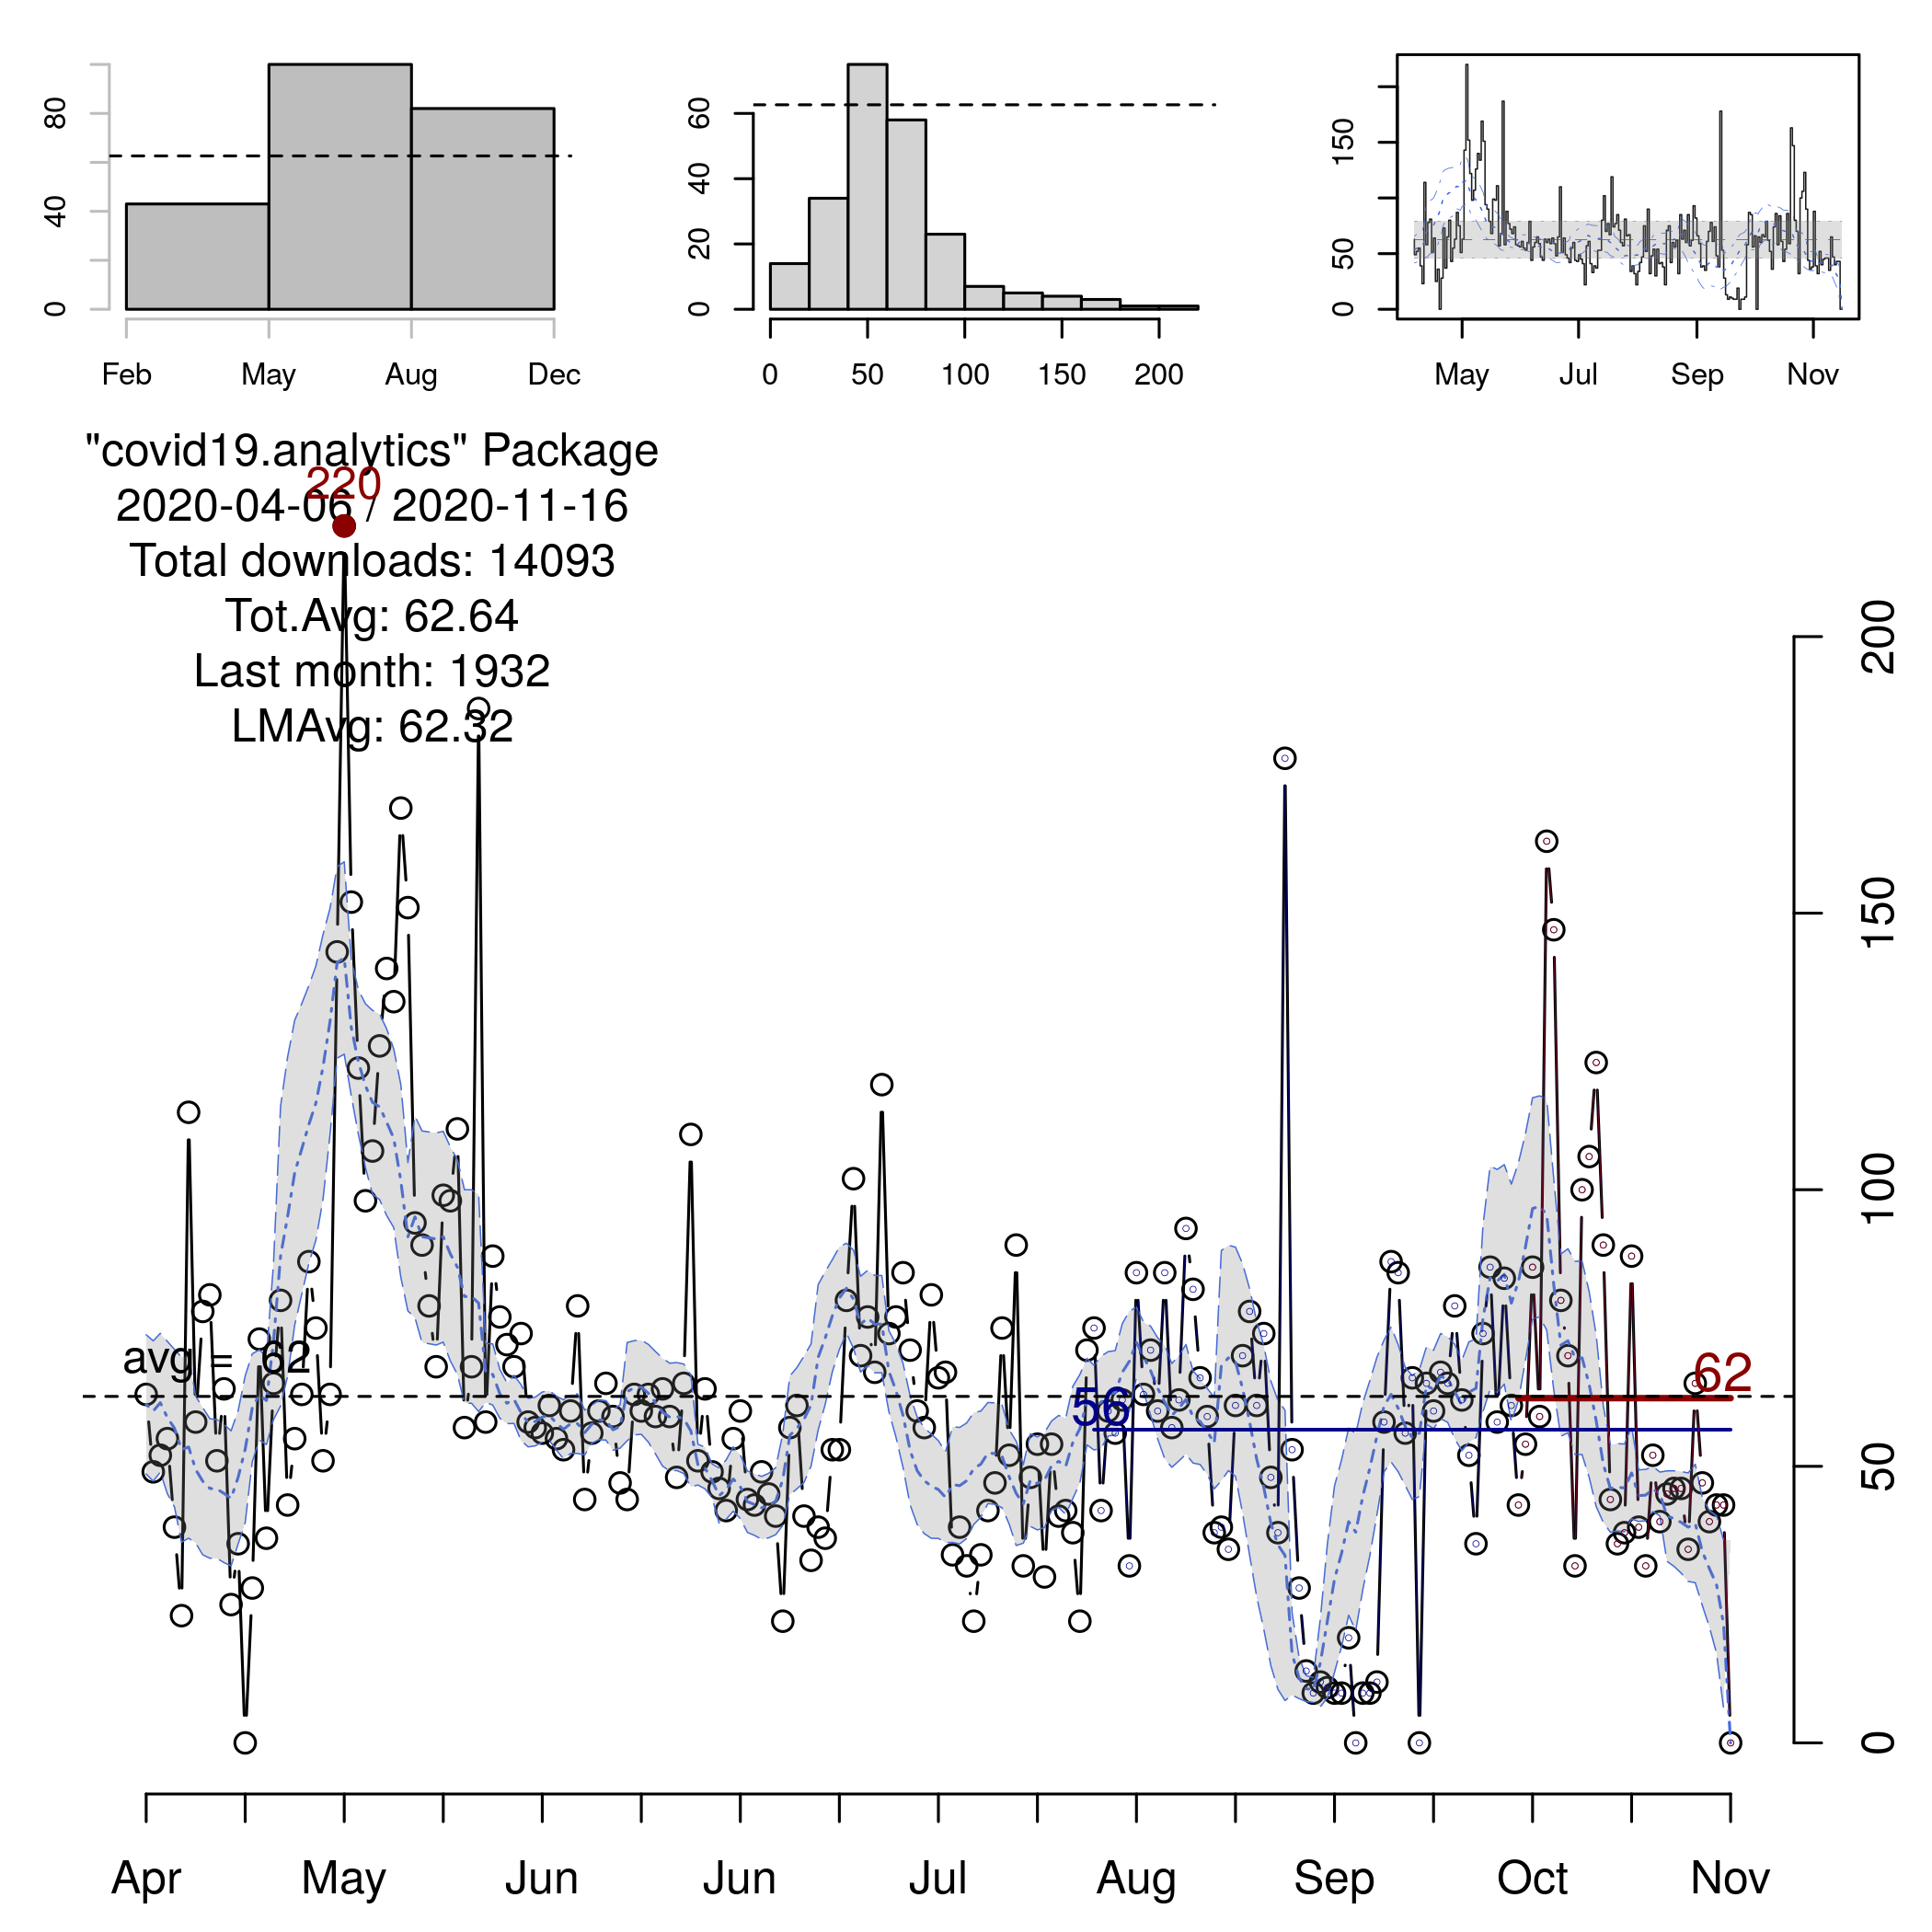 80
40
0
Feb May Aug Dec
60
40
20
0
0 50 100 150 200
150
50
0
May Jul Sep Nov
"covid19.analytics" Package
220
2020-04-06 / 2020-11-16
Total downloads: 14093
Tot.Avg: 62.64
Last month: 1932
LMAvg: 62.32
avg = 62
56
62
200
150
100
50
0
Apr May Jun Jun Jul Aug Sep Oct Nov